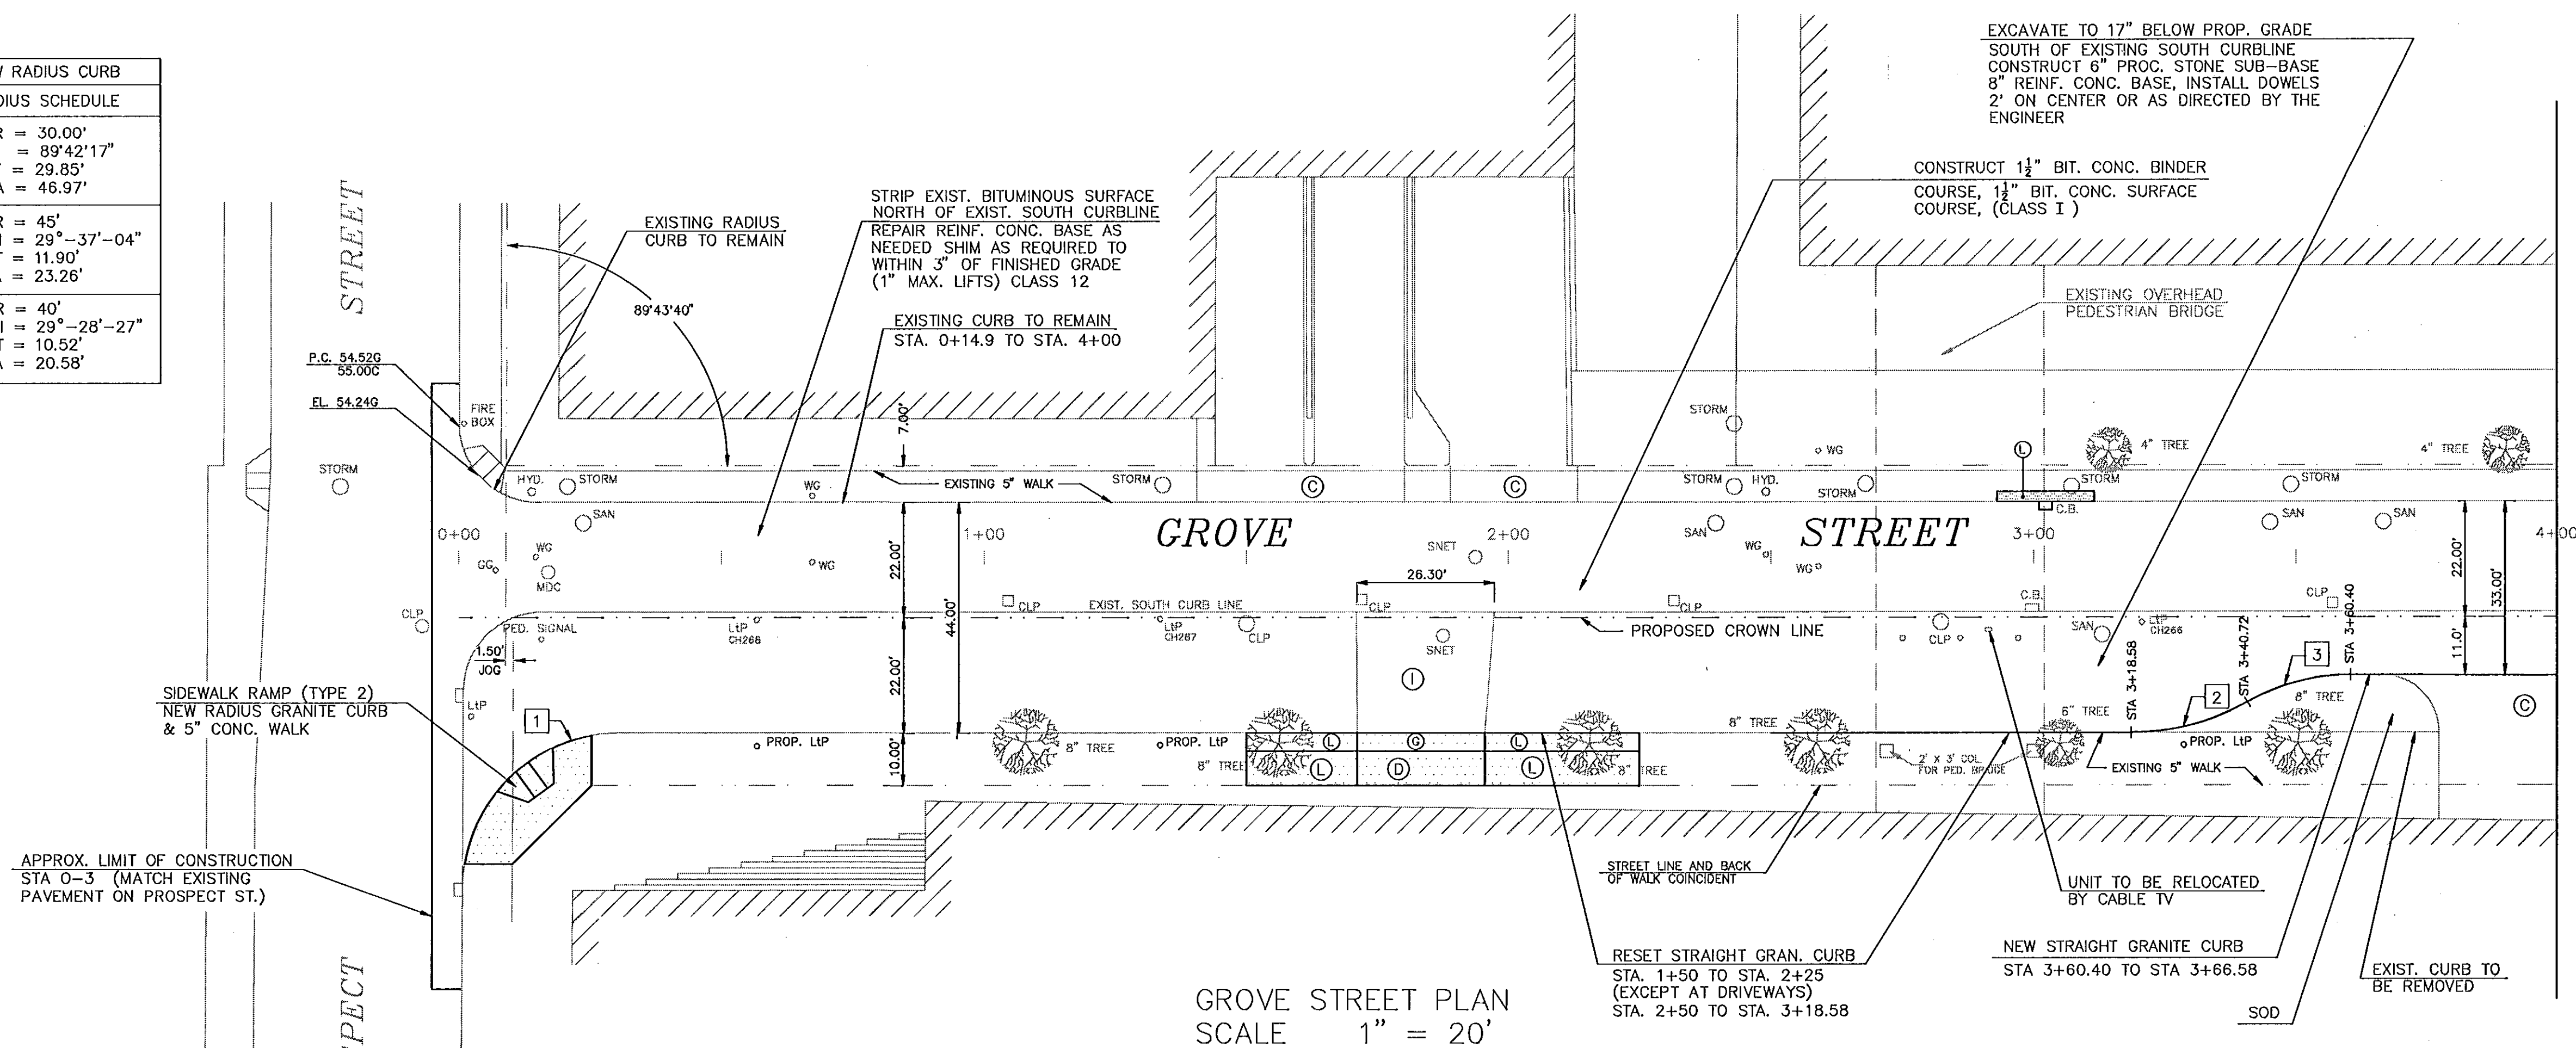 RADIUS CURB
SCHEDULE
= 30.00'
= 89°42'17"
= 29.85'
= 46.97'
= 45'
= 29°-37'-04"
= 11.90'
= 23.26'
= 40'
= 29°-28'-27"
= 10.52'
= 20.58'
STREET
P.C. 54.52G
55.00C
EL. 54.24G
FIRE
BOX
EXISTING RADIUS
CURB TO REMAIN
89°43'40"
STRIP EXIST. BITUMINOUS SURFACE
NORTH OF EXIST. SOUTH CURBLINE
REPAIR REINF. CONC. BASE AS
NEEDED SHIM AS REQUIRED TO
WITHIN 3" OF FINISHED GRADE
(1" MAX. LIFTS) CLASS 12
EXISTING CURB TO REMAIN
STA. 0+14.9 TO STA. 4+00
EXCAVATE TO 17" BELOW PROP. GRADE
SOUTH OF EXISTING SOUTH CURBLINE
CONSTRUCT 6" PROC. STONE SUB-BASE
8" REINF. CONC. BASE, INSTALL DOWELS
2' ON CENTER OR AS DIRECTED BY THE
ENGINEER
CONSTRUCT 1½" BIT. CONC. BINDER
COURSE, 1½" BIT. CONC. SURFACE
COURSE, (CLASS I )
EXISTING OVERHEAD
PEDESTRIAN BRIDGE
7.00'
STORM
WG
L
4" TREE
4" TREE
STORM
HYD.
STORM
WG
EXISTING 5" WALK
STORM
C
C
STORM
HYD.
STORM
STORM
STORM
SAN
C.B.
SAN
SAN
SAN
0+00
1+00
GROVE
2+00
STREET
3+00
4+00
WG
GG
MDC
WG
SNET
WG
WG
22.00'
44.00'
26.30'
22.00'
33.00'
CLP
CLP
EXIST. SOUTH CURB LINE
CLP
CLP
C.B.
CLP
PED. SIGNAL
LtP
CH268
LtP
CH267
CLP
SNET
PROPOSED CROWN LINE
CLP
SAN
LtP
CH266
STA 3+18.58
STA 3+40.72
STA 3+60.40
11.0'
1.50'
JOG
22.00'
I
3
2
SIDEWALK RAMP (TYPE 2)
NEW RADIUS GRANITE CURB
& 5" CONC. WALK
LtP
1
PROP. LtP
10.00'
8" TREE
PROP. LtP
8" TREE
L
G
L
L
D
L
8" TREE
8" TREE
2' X 3' COL.
FOR PED. BRIDGE
6" TREE
PROP. LtP
EXISTING 5" WALK
8" TREE
C
STREET LINE AND BACK
OF WALK COINCIDENT
APPROX. LIMIT OF CONSTRUCTION
STA 0-3 (MATCH EXISTING
PAVEMENT ON PROSPECT ST.)
UNIT TO BE RELOCATED
BY CABLE TV
RESET STRAIGHT GRAN. CURB
STA. 1+50 TO STA. 2+25
(EXCEPT AT DRIVEWAYS)
STA. 2+50 TO STA. 3+18.58
NEW STRAIGHT GRANITE CURB
STA 3+60.40 TO STA 3+66.58
EXIST. CURB TO
BE REMOVED
SOD
PECT
GROVE STREET PLAN
SCALE 1" = 20'